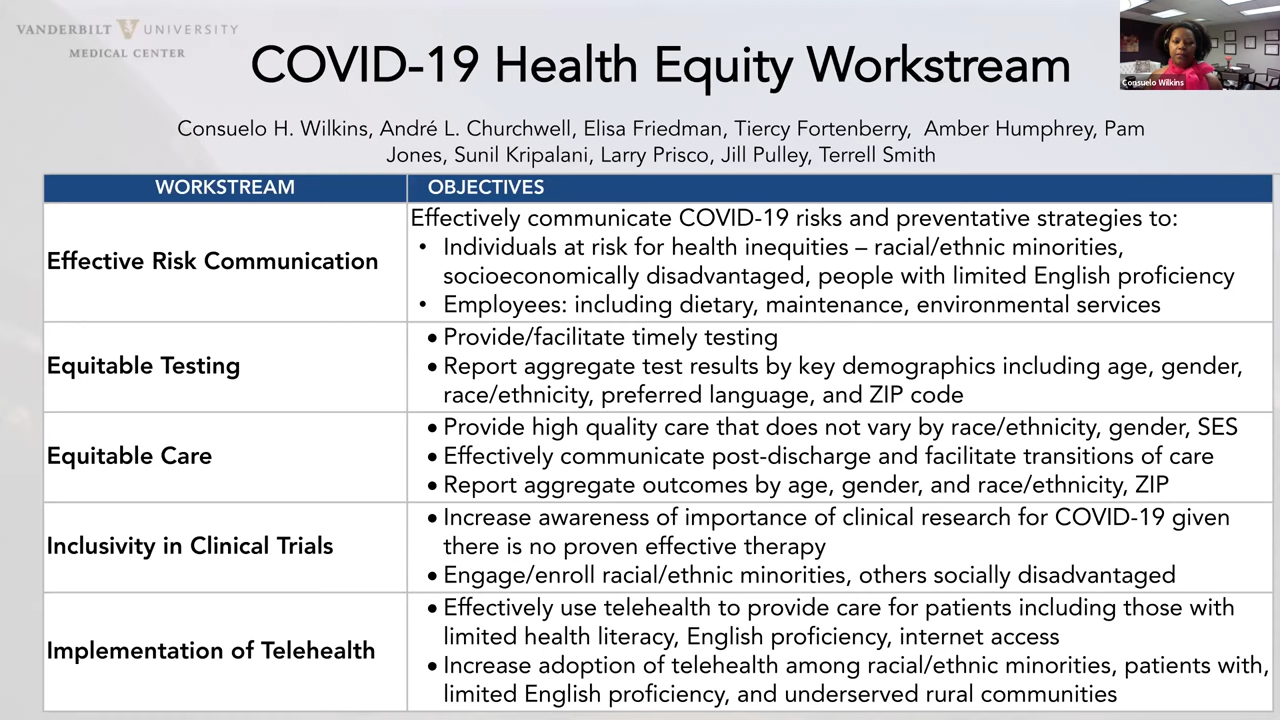 VANDERBILT UNIVERSITY
MEDICAL CENTER
COVID-19 Health Equity Workstream
Consuelo Wilkins
Consuelo H. Wilkins, André L. Churchwell, Elisa Friedman, Tiercy Fortenberry, Amber Humphrey, Pam
Jones, Sunil Kripalani, Larry Prisco, Jill Pulley, Terrell Smith
WORKSTREAM OBJECTIVES
Effective Risk Communication
Effectively communicate COVID-19 risks and preventative strategies to:
• Individuals at risk for health inequities – racial/ethnic minorities,
socioeconomically disadvantaged, people with limited English proficiency
• Employees: including dietary, maintenance, environmental services
Equitable Testing
• Provide/facilitate timely testing
• Report aggregate test results by key demographics including age, gender,
race/ethnicity, preferred language, and ZIP code
Equitable Care
• Provide high quality care that does not vary by race/ethnicity, gender, SES
• Effectively communicate post-discharge and facilitate transitions of care
• Report aggregate outcomes by age, gender, and race/ethnicity, ZIP
Inclusivity in Clinical Trials
• Increase awareness of importance of clinical research for COVID-19 given
there is no proven effective therapy
• Engage/enroll racial/ethnic minorities, others socially disadvantaged
Implementation of Telehealth
• Effectively use telehealth to provide care for patients including those with
limited health literacy, English proficiency, internet access
• Increase adoption of telehealth among racial/ethnic minorities, patients with,
limited English proficiency, and underserved rural communities